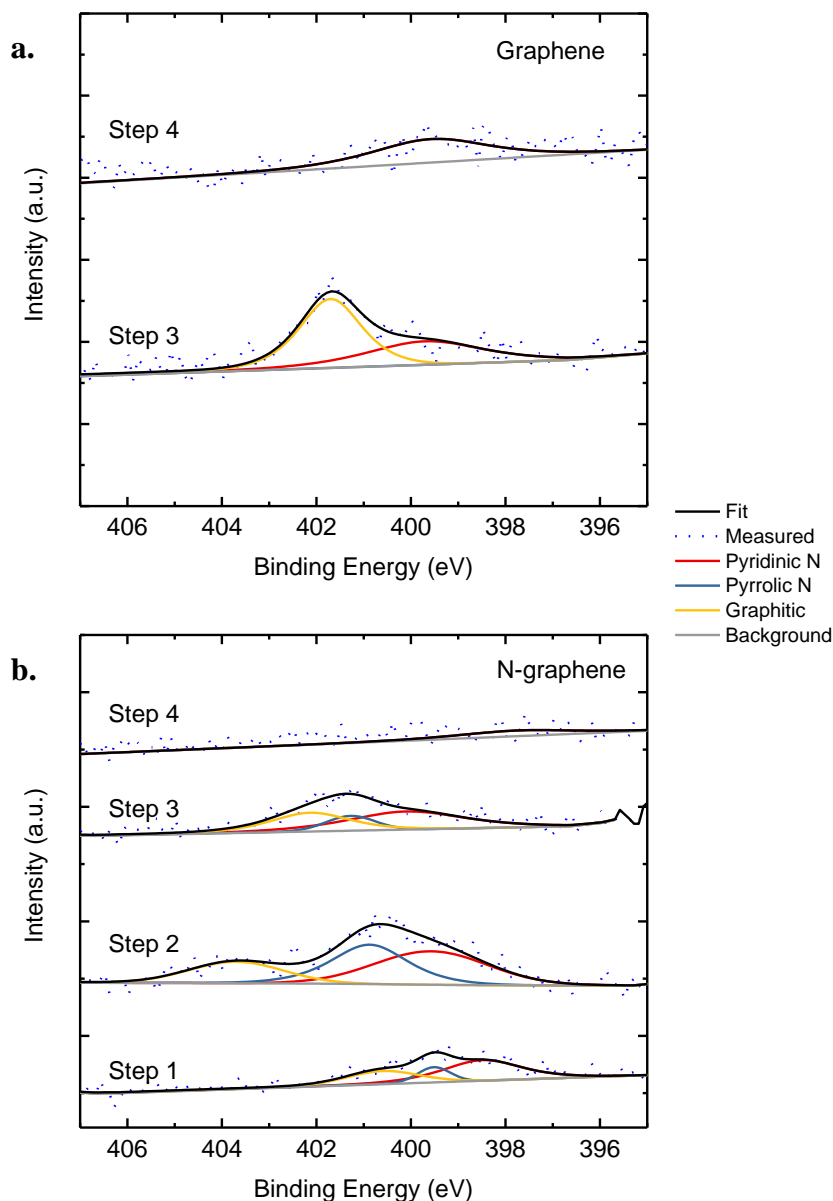 a.
Graphene
Step 4
Step 3
Intensity (a.u.)
406 404 402 400 398 396
Binding Energy (eV)
Fit
Measured
Pyridinic N
Pyrrolic N
Graphitic
Background
b.
N-graphene
Step 4
Step 3
Step 2
Step 1
Intensity (a.u.)
406 404 402 400 398 396
Binding Energy (eV)